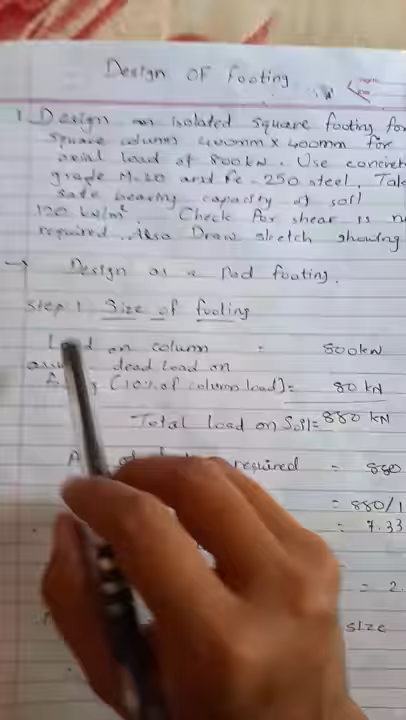 Design OF Footing
1 Design an isolated square footing for
square column 400mm x 400mm for
axial load of 800kN. Use concrete
grade M-20 and Fe-250 steel. Tak
safe bearing capacity of soil
120 kN/m². Check for shear is n
required. Also Draw sketch showing
→ Design as a Pad footing.
Step 1 Size of footing
Load on column = 800kN
dead load on
(10% of column load) = 80 kN
Total load on Soil = 880 kN
required = 880
= 880/1
= 7.33
= 2.
size